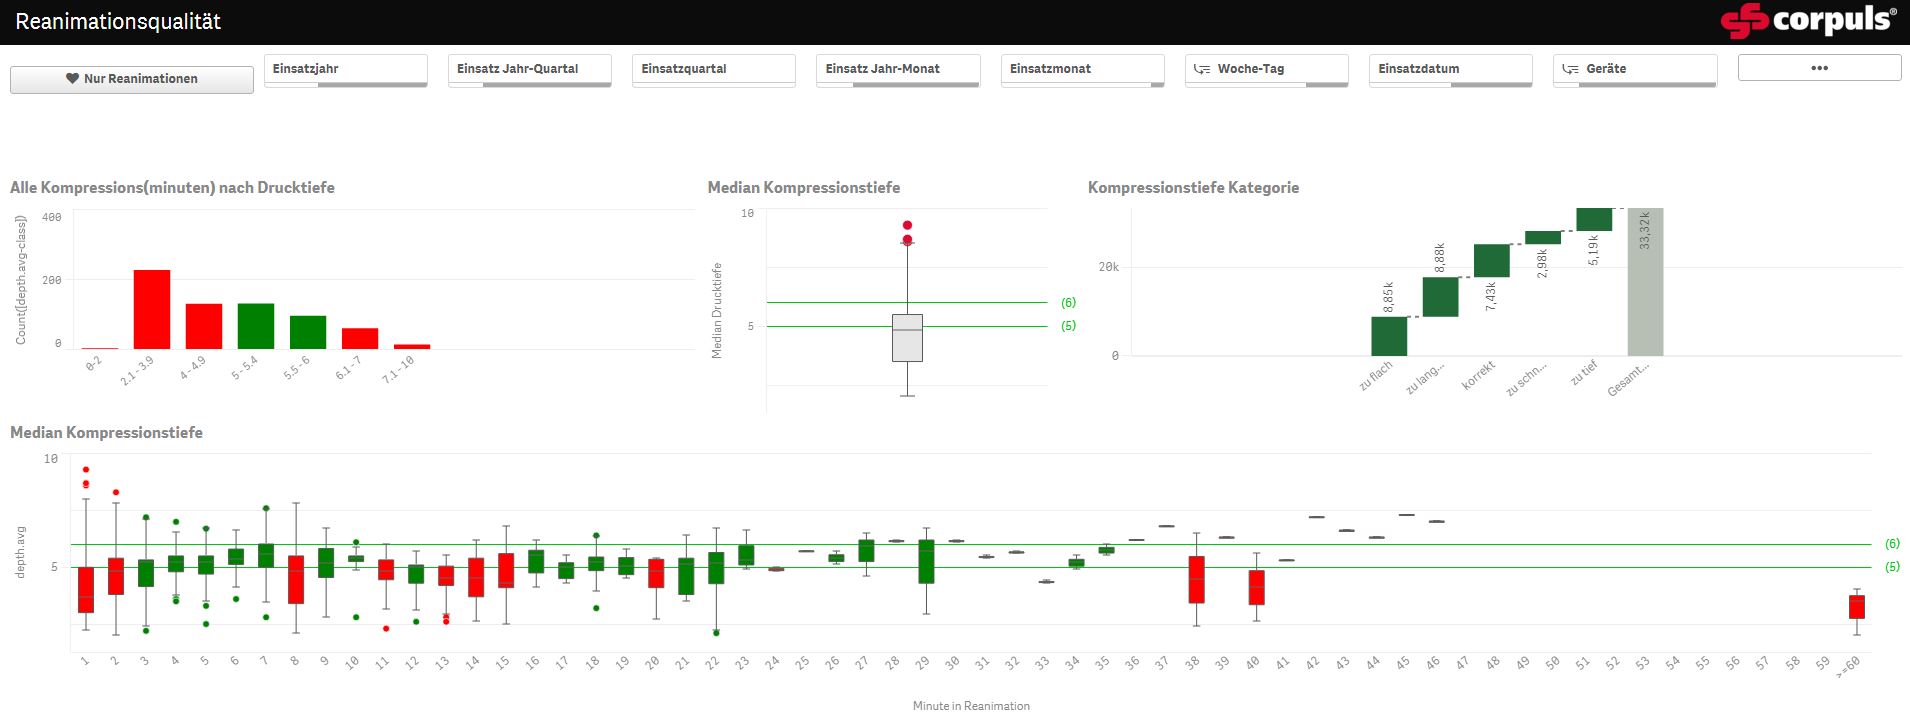 Reanimationsqualität
corpuls®
Nur Reanimationen
Einsatzjahr
Einsatz Jahr-Quartal
Einsatzquartal
Einsatz Jahr-Monat
Einsatzmonat
Woche-Tag
Einsatzdatum
Geräte
•••
Alle Kompressions(minuten) nach Drucktiefe
Count([depth.avg-class])
400
200
0
0-2
2.1 - 3.9
4 - 4.9
5 - 5.4
5.5 - 6
6.1 - 7
7.1 - 10
Median Kompressionstiefe
Median Drucktiefe
10
5
(6)
(5)
Kompressionstiefe Kategorie
20k
0
8,85k
8,88k
7,43k
2,98k
5,19k
33,32k
zu flach
zu lang...
korrekt
zu schn...
zu tief
Gesamt...
Median Kompressionstiefe
depth.avg
10
5
(6)
(5)
1 2 3 4 5 6 7 8 9 10 11 12 13 14 15 16 17 18 19 20 21 22 23 24 25 26 27 28 29 30 31 32 33 34 35 36 37 38 39 40 41 42 43 44 45 46 47 48 49 50 51 52 53 54 55 56 57 58 59 >=60
Minute in Reanimation